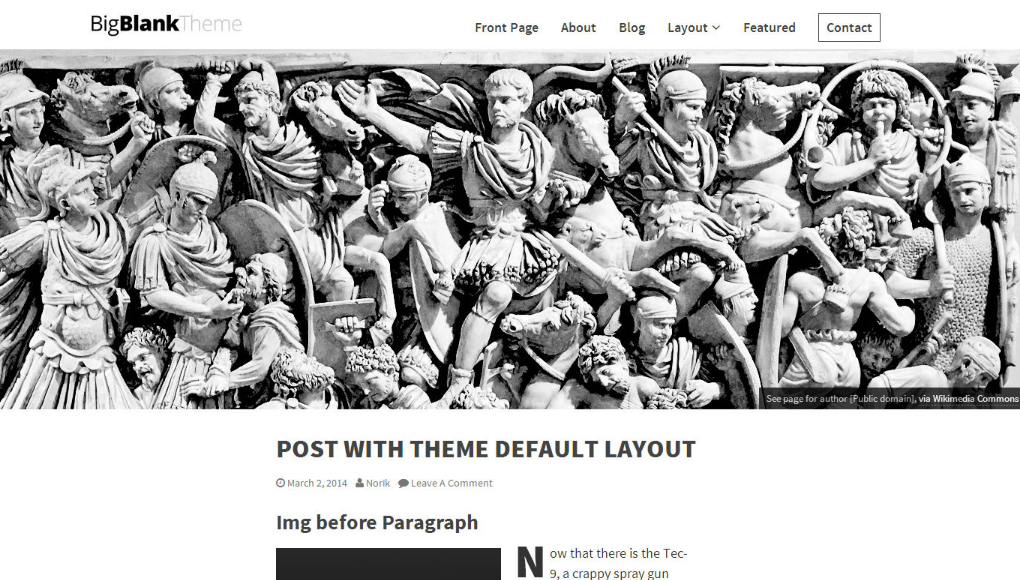 BigBlankTheme
Front Page About Blog Layout Featured Contact
See page for author [Public domain], via Wikimedia Commons
POST WITH THEME DEFAULT LAYOUT
March 2, 2014 Norik Leave A Comment
Img before Paragraph
Now that there is the Tec-
9, a crappy spray gun